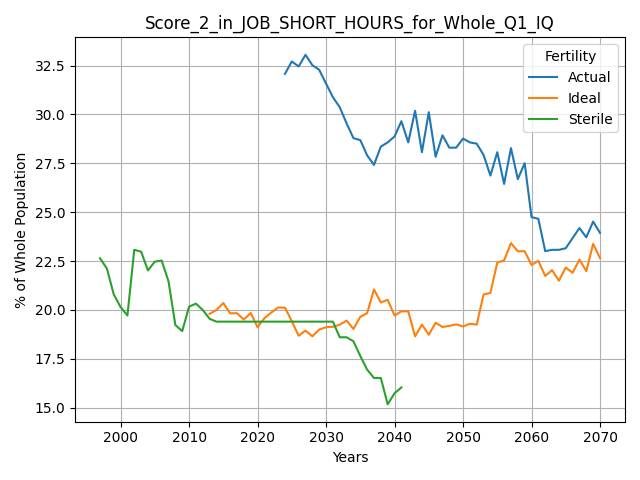 Score_2_in_JOB_SHORT_HOURS_for_Whole_Q1_IQ
% of Whole Population
32.5
30.0
27.5
25.0
22.5
20.0
17.5
15.0
Fertility
Actual
Ideal
Sterile
2000 2010 2020 2030 2040 2050 2060 2070
Years